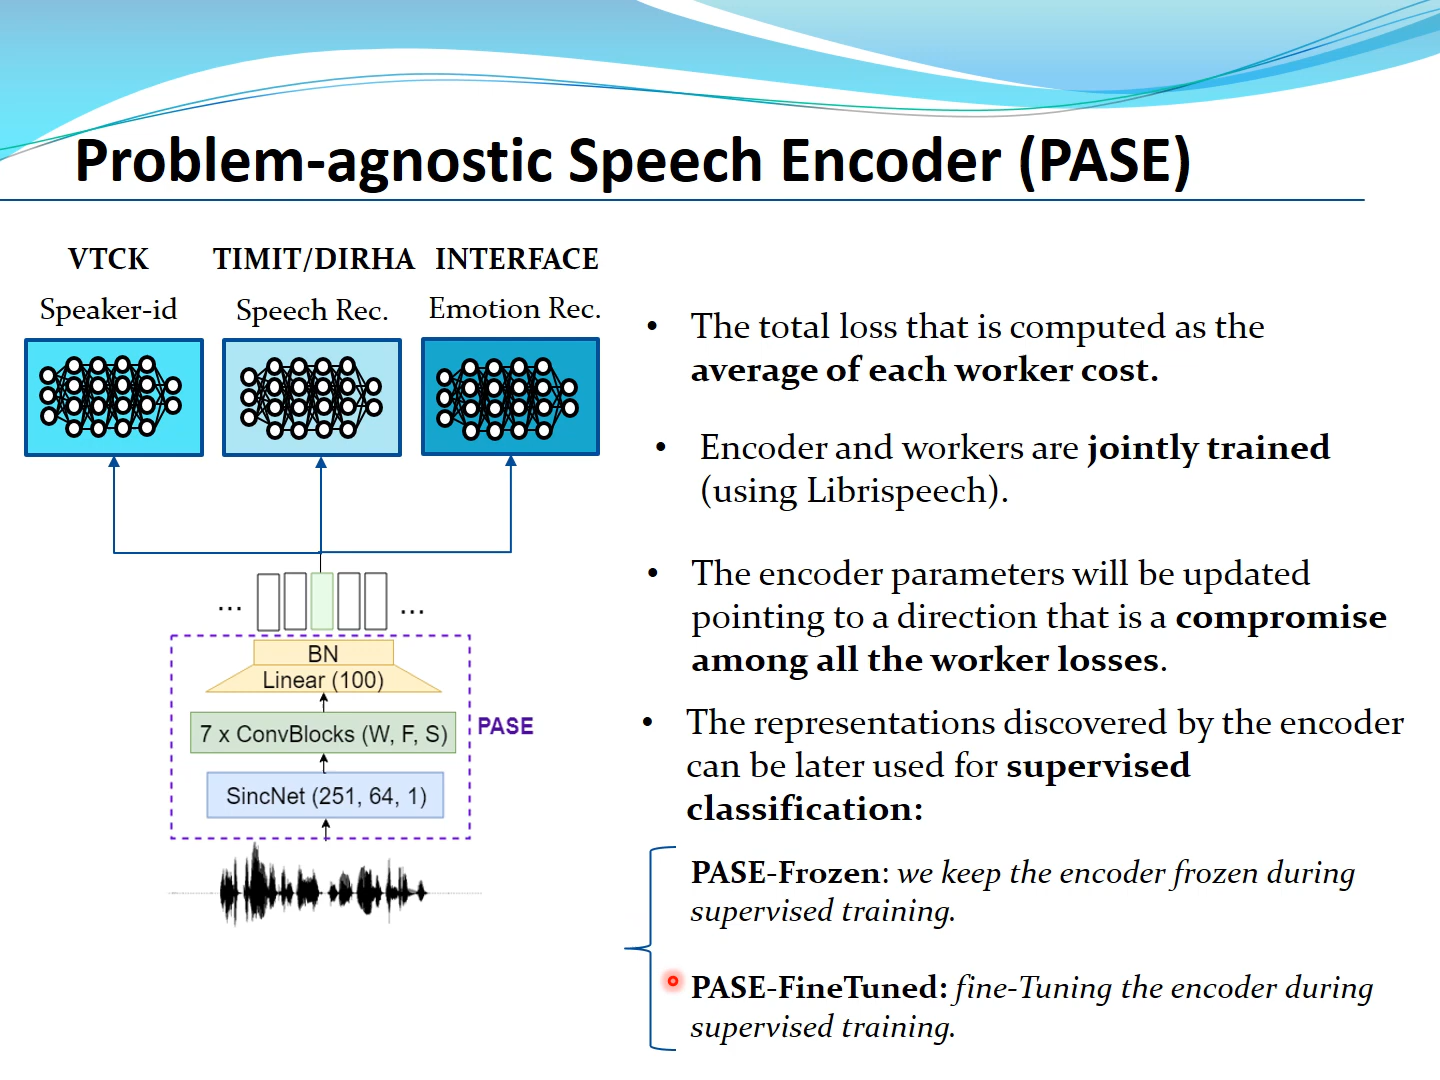 Problem-agnostic Speech Encoder (PASE)
VTCK TIMIT/DIRHA INTERFACE
Speaker-id Speech Rec. Emotion Rec.
... ...
BN
Linear (100)
7 x ConvBlocks (W, F, S)
PASE
SincNet (251, 64, 1)
• The total loss that is computed as the
average of each worker cost.
• Encoder and workers are jointly trained
(using Librispeech).
• The encoder parameters will be updated
pointing to a direction that is a compromise
among all the worker losses.
• The representations discovered by the encoder
can be later used for supervised
classification:
PASE-Frozen: we keep the encoder frozen during
supervised training.
PASE-FineTuned: fine-Tuning the encoder during
supervised training.